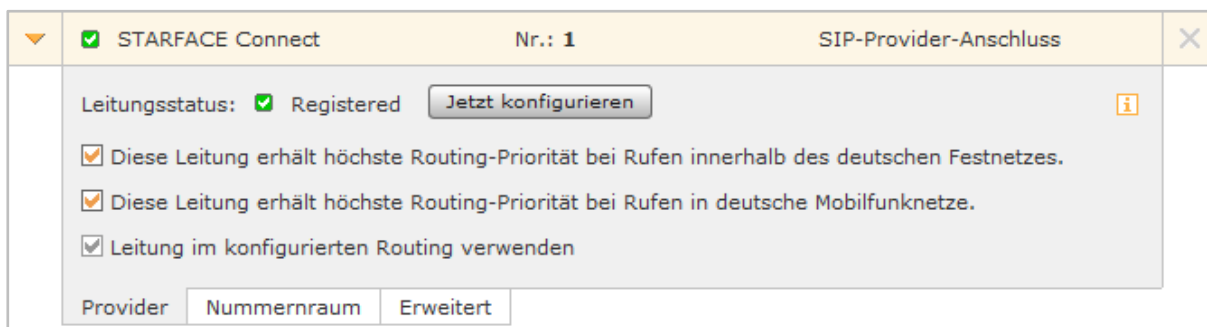 STARFACE Connect Nr.: 1 SIP-Provider-Anschluss
Leitungsstatus: Registered Jetzt konfigurieren
Diese Leitung erhält höchste Routing-Priorität bei Rufen innerhalb des deutschen Festnetzes.
Diese Leitung erhält höchste Routing-Priorität bei Rufen in deutsche Mobilfunknetze.
Leitung im konfigurierten Routing verwenden
Provider Nummernraum Erweitert